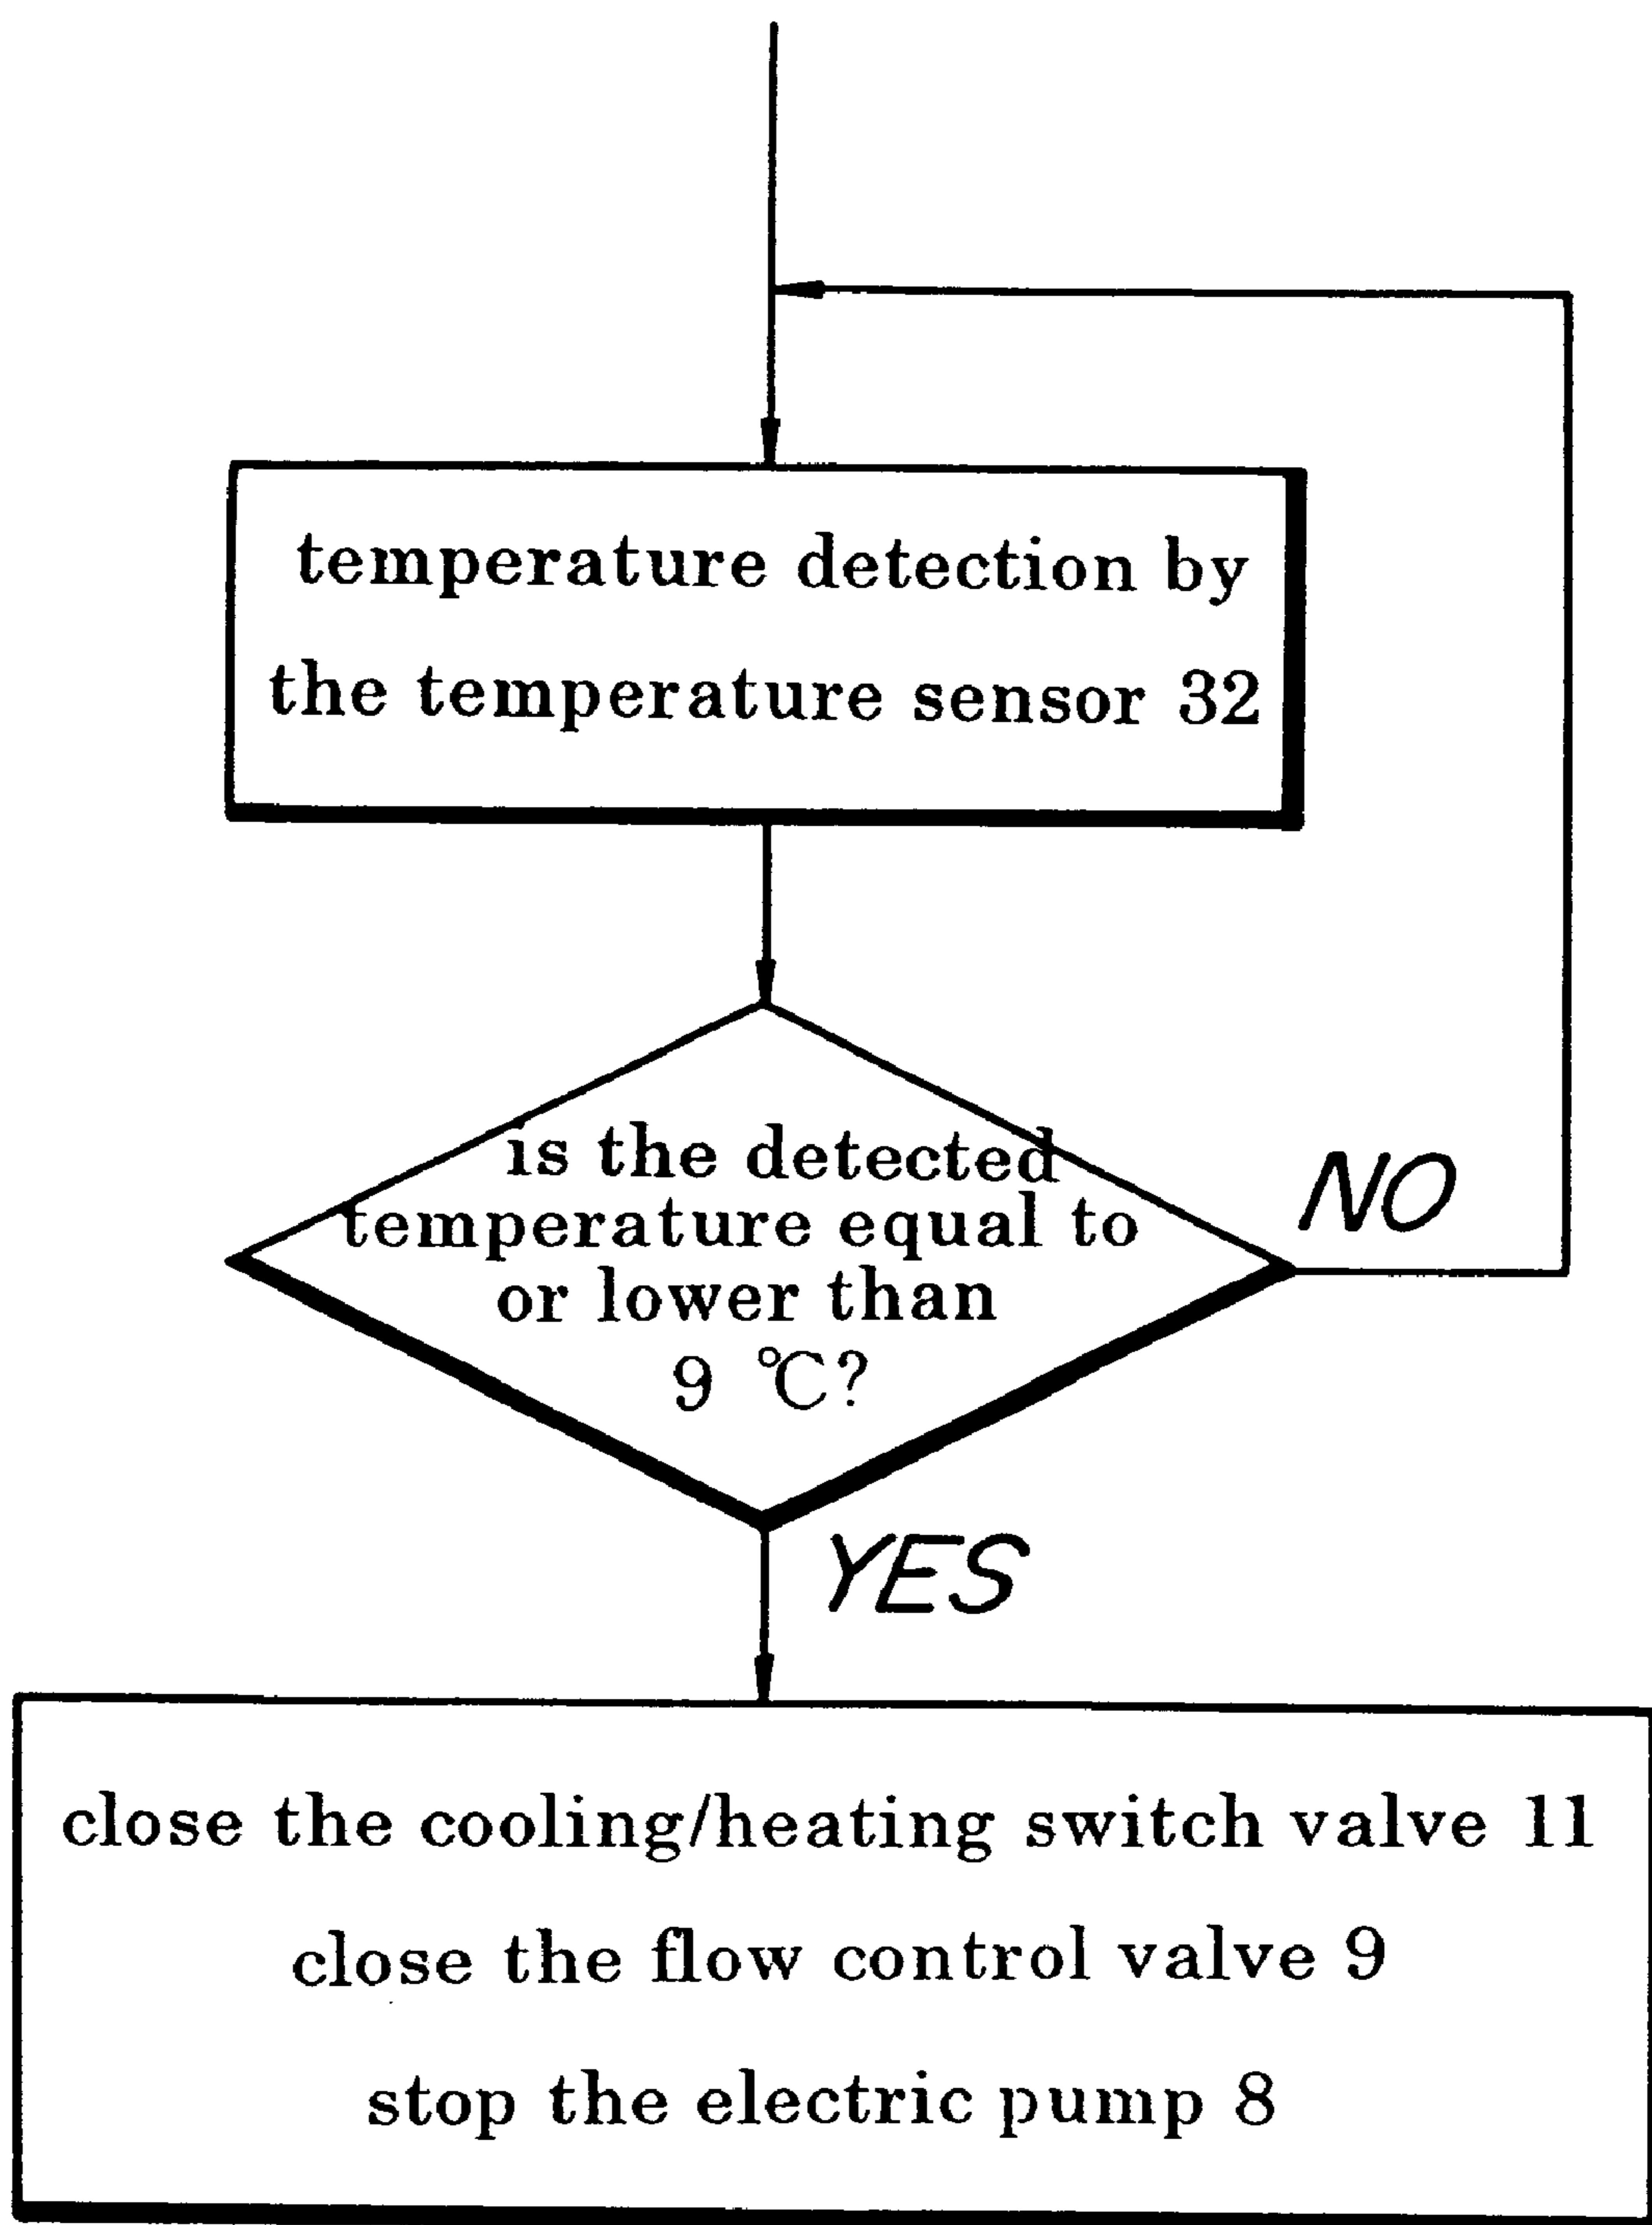 temperature detection by
the temperature sensor 32
is the detected
temperature equal to
or lower than
9 ℃?
NO
YES
close the cooling/heating switch valve 11
close the flow control valve 9
stop the electric pump 8